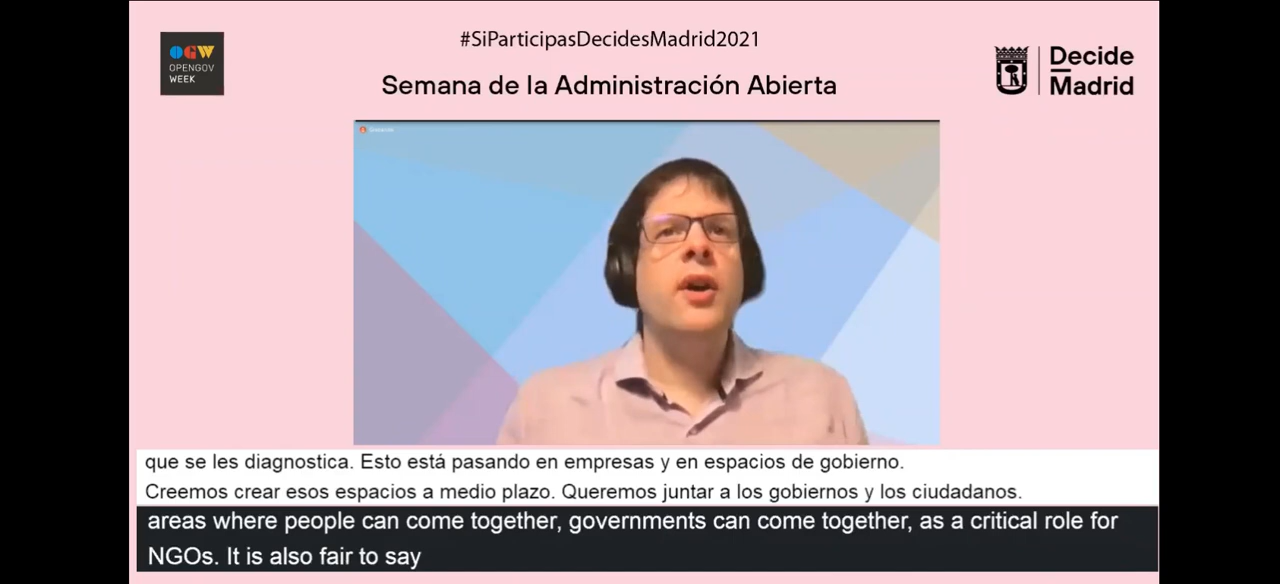 #SiParticipasDecidesMadrid2021
OGW
OPENGOV
WEEK
Semana de la Administración Abierta
Decide
Madrid
que se les diagnostica. Esto está pasando en empresas y en espacios de gobierno.
Creemos crear esos espacios a medio plazo. Queremos juntar a los gobiernos y los ciudadanos.
areas where people can come together, governments can come together, as a critical role for
NGOs. It is also fair to say